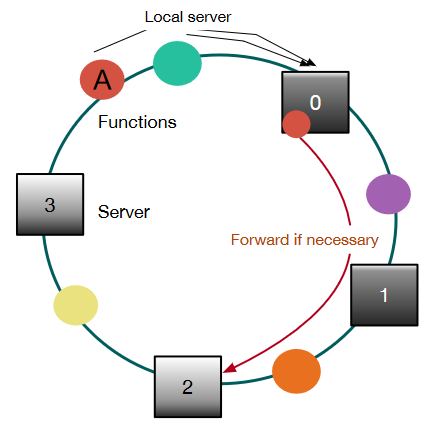 Local server
A
0
Functions
3
Server
Forward if necessary
1
2